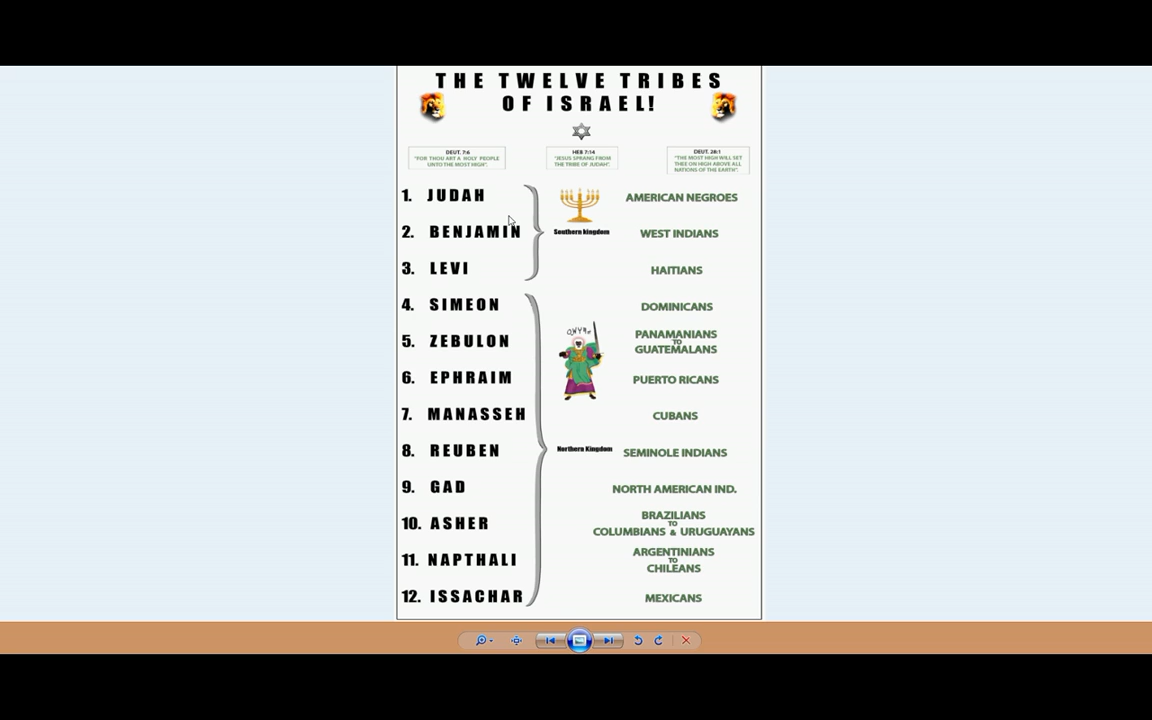 THE TWELVE TRIBES
OF ISRAEL!
DEUT. 7:6
"FOR THOU ART A HOLY PEOPLE
UNTO THE MOST HIGH".
HEB 7:14
"JESUS SPRANG FROM
THE TRIBE OF JUDAH".
DEUT. 28:1
"THE MOST HIGH WILL SET
THEE ON HIGH ABOVE ALL
NATIONS OF THE EARTH".
1. JUDAH
AMERICAN NEGROES
2. BENJAMIN
Southern kingdom
WEST INDIANS
3. LEVI
HAITIANS
4. SIMEON
DOMINICANS
5. ZEBULON
PANAMANIANS
TO
GUATEMALANS
6. EPHRAIM
PUERTO RICANS
7. MANASSEH
CUBANS
8. REUBEN
Northern Kingdom
SEMINOLE INDIANS
9. GAD
NORTH AMERICAN IND.
10. ASHER
BRAZILIANS
TO
COLUMBIANS & URUGUAYANS
11. NAPTHALI
ARGENTINIANS
TO
CHILEANS
12. ISSACHAR
MEXICANS